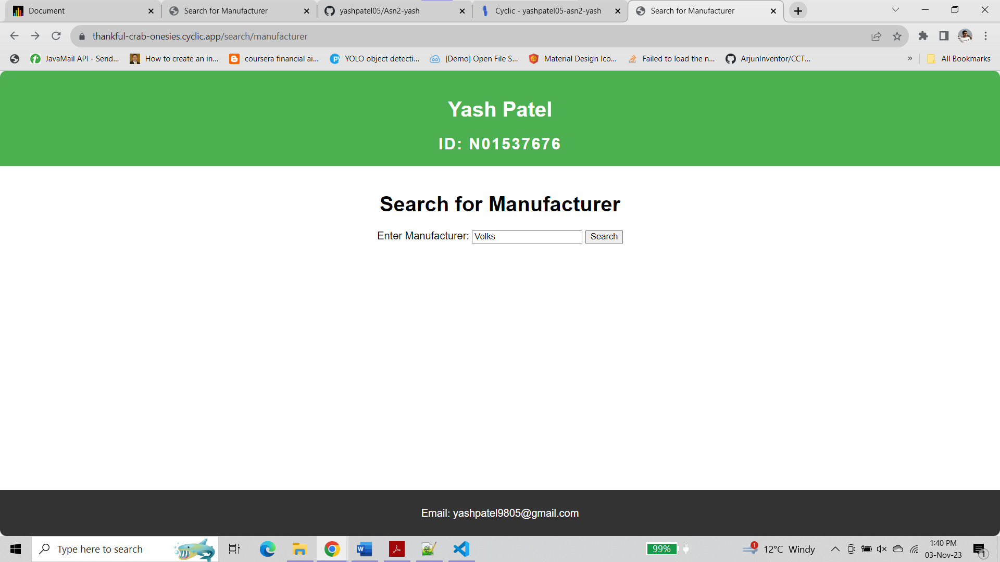 Document
Search for Manufacturer
yashpatel05/Asn2-yash
Cyclic - yashpatel05-asn2-yash
Search for Manufacturer
thankful-crab-onesies.cyclic.app/search/manufacturer
JavaMail API - Send...
How to create an in...
coursera financial ai...
YOLO object detecti...
[Demo] Open File S...
Material Design Ico...
Failed to load the n...
ArjunInventor/CCT...
» All Bookmarks
Yash Patel
ID: N01537676
Search for Manufacturer
Enter Manufacturer: Volks Search
Email: yashpatel9805@gmail.com
Type here to search
99%
1
12°C Windy
1:40 PM
03-Nov-23
1